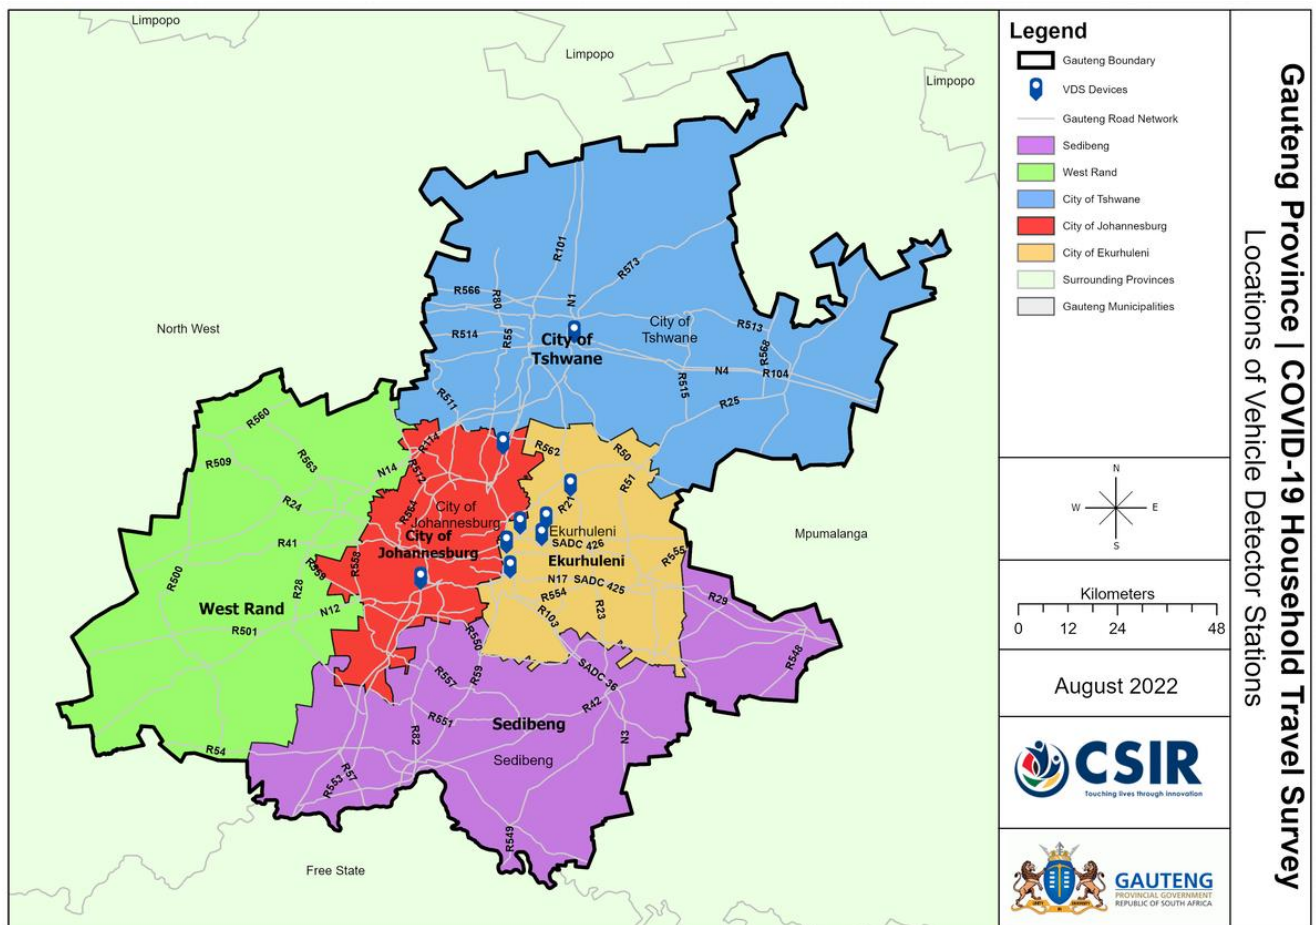 Limpopo
Limpopo
Limpopo
North West
Mpumalanga
Free State
R101
R573
R566
R80
N1
R514
R55
City of
Tshwane
City of
Tshwane
R513
R568
N4
R104
R515
R25
R511
R560
R563
R509
N14
R114
R512
R562
R50
R51
R24
R564
City of
Johannesburg
City of
Johannesburg
R21
Ekurhuleni
SADC 426
Ekurhuleni
R41
R559
R558
R555
R500
R28
N17
SADC 425
R554
R29
West Rand
N12
R103
R23
R501
R550
R548
R557
R59
SADC 36
R42
R551
Sedibeng
R82
N3
R54
Sedibeng
R553
R57
R549
Legend
Gauteng Boundary
VDS Devices
Gauteng Road Network
Sedibeng
West Rand
City of Tshwane
City of Johannesburg
City of Ekurhuleni
Surrounding Provinces
Gauteng Municipalities
N
W
E
S
Kilometers
0 12 24 48
August 2022
CSIR
Touching lives through innovation
GAUTENG
PROVINCIAL GOVERNMENT
REPUBLIC OF SOUTH AFRICA
Gauteng Province | COVID-19 Household Travel Survey
Locations of Vehicle Detector Stations